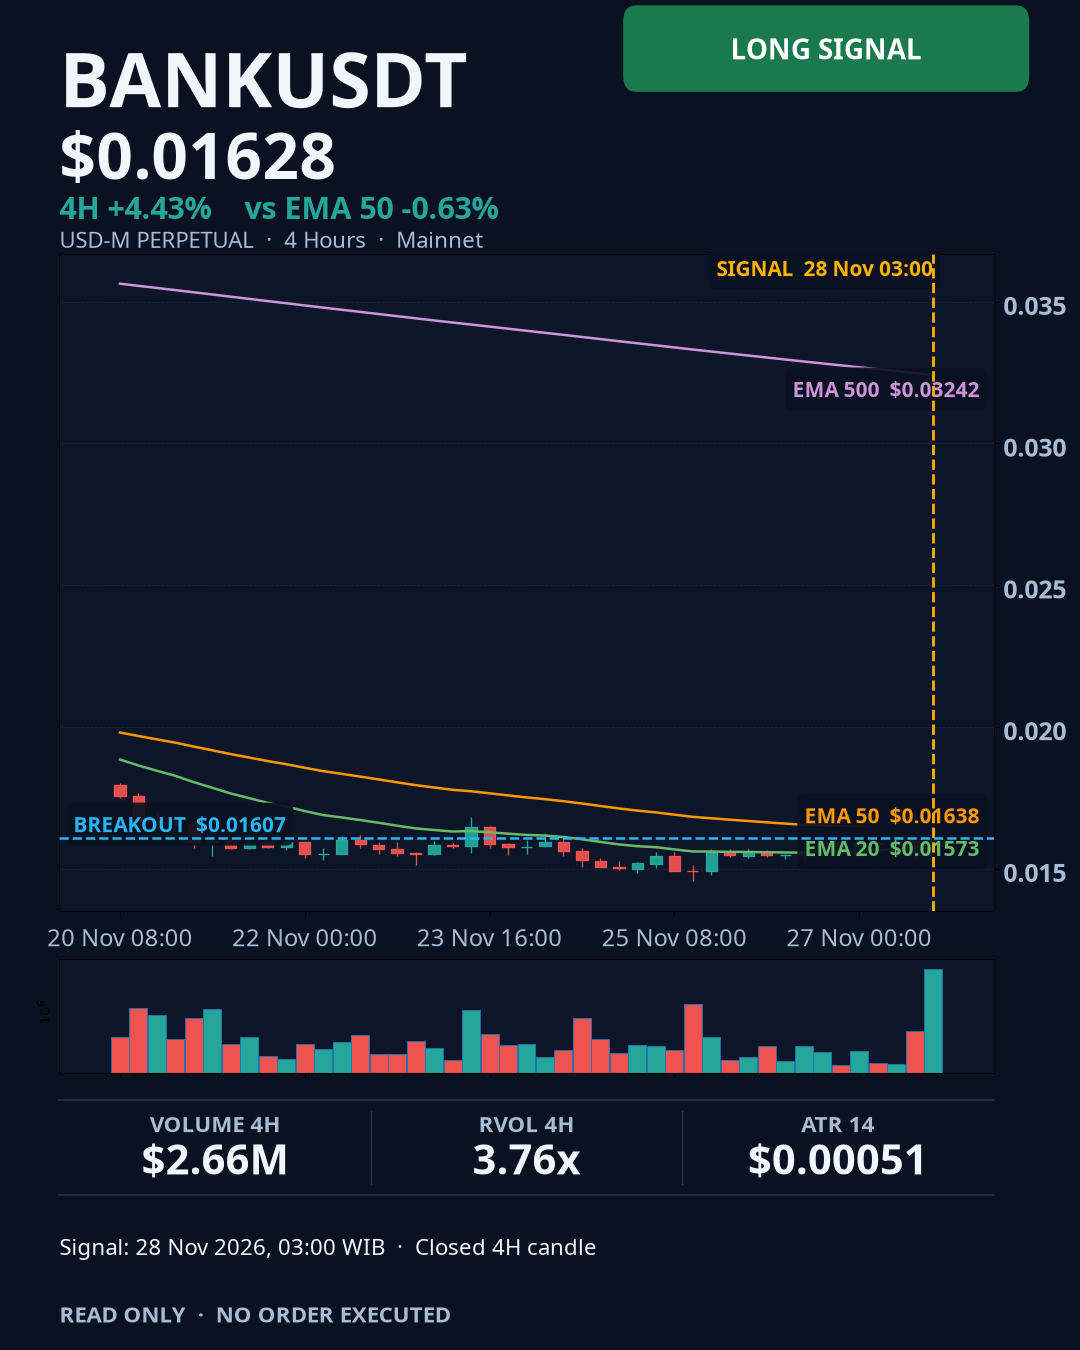 LONG SIGNAL
BANKUSDT
$0.01628
4H +4.43% vs EMA 50 -0.63%
USD-M PERPETUAL · 4 Hours · Mainnet
SIGNAL 28 Nov 03:00
0.035
EMA 500 $0.03242
0.030
0.025
0.020
EMA 50 $0.01638
BREAKOUT $0.01607
EMA 20 $0.01573
0.015
20 Nov 08:00 22 Nov 00:00 23 Nov 16:00 25 Nov 08:00 27 Nov 00:00
10⁶
VOLUME 4H RVOL 4H ATR 14
$2.66M 3.76x $0.00051
Signal: 28 Nov 2026, 03:00 WIB · Closed 4H candle
READ ONLY · NO ORDER EXECUTED